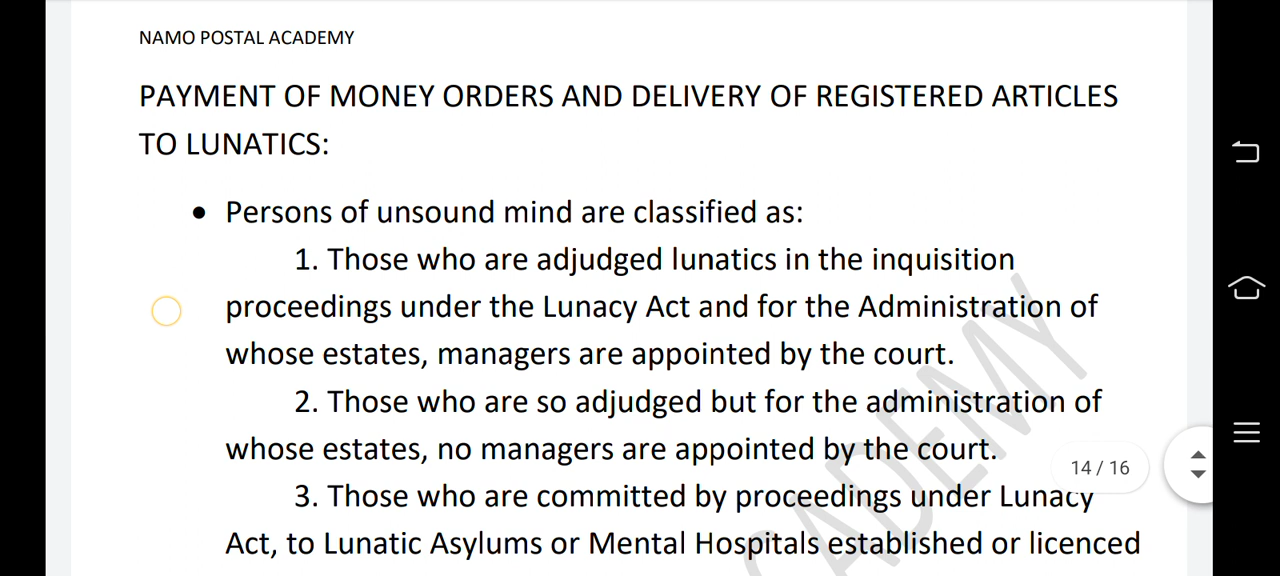 NAMO POSTAL ACADEMY
PAYMENT OF MONEY ORDERS AND DELIVERY OF REGISTERED ARTICLES
TO LUNATICS:
• Persons of unsound mind are classified as:
1. Those who are adjudged lunatics in the inquisition
proceedings under the Lunacy Act and for the Administration of
whose estates, managers are appointed by the court.
2. Those who are so adjudged but for the administration of
whose estates, no managers are appointed by the court.
14 / 16
3. Those who are committed by proceedings under Lunacy
Act, to Lunatic Asylums or Mental Hospitals established or licenced
CADEMY